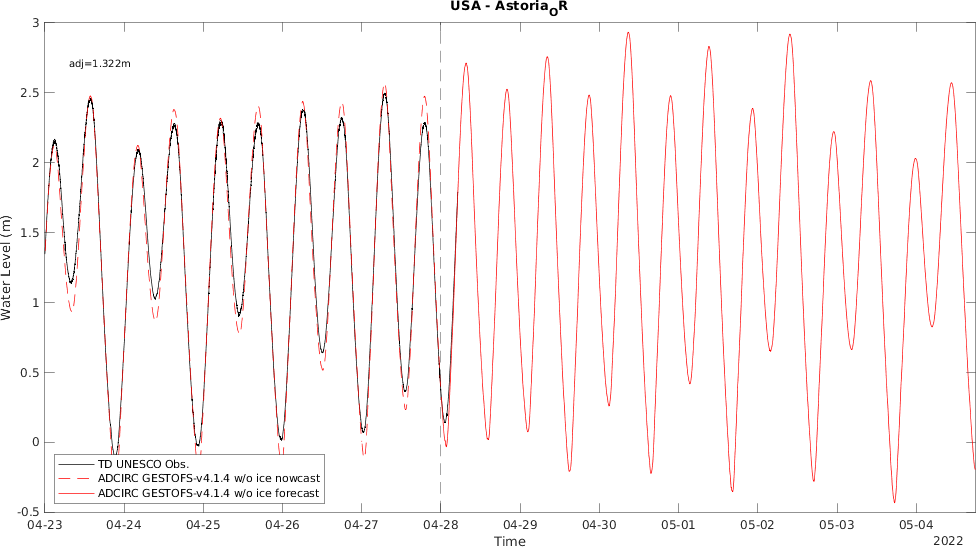 USA - Astoria_OR
3
adj=1.322m
2.5
2
1.5
Water Level (m)
1
0.5
0
TD UNESCO Obs.
ADCIRC GESTOFS-v4.1.4 w/o ice nowcast
ADCIRC GESTOFS-v4.1.4 w/o ice forecast
-0.5
04-23 04-24 04-25 04-26 04-27 04-28 04-29 04-30 05-01 05-02 05-03 05-04
Time
2022